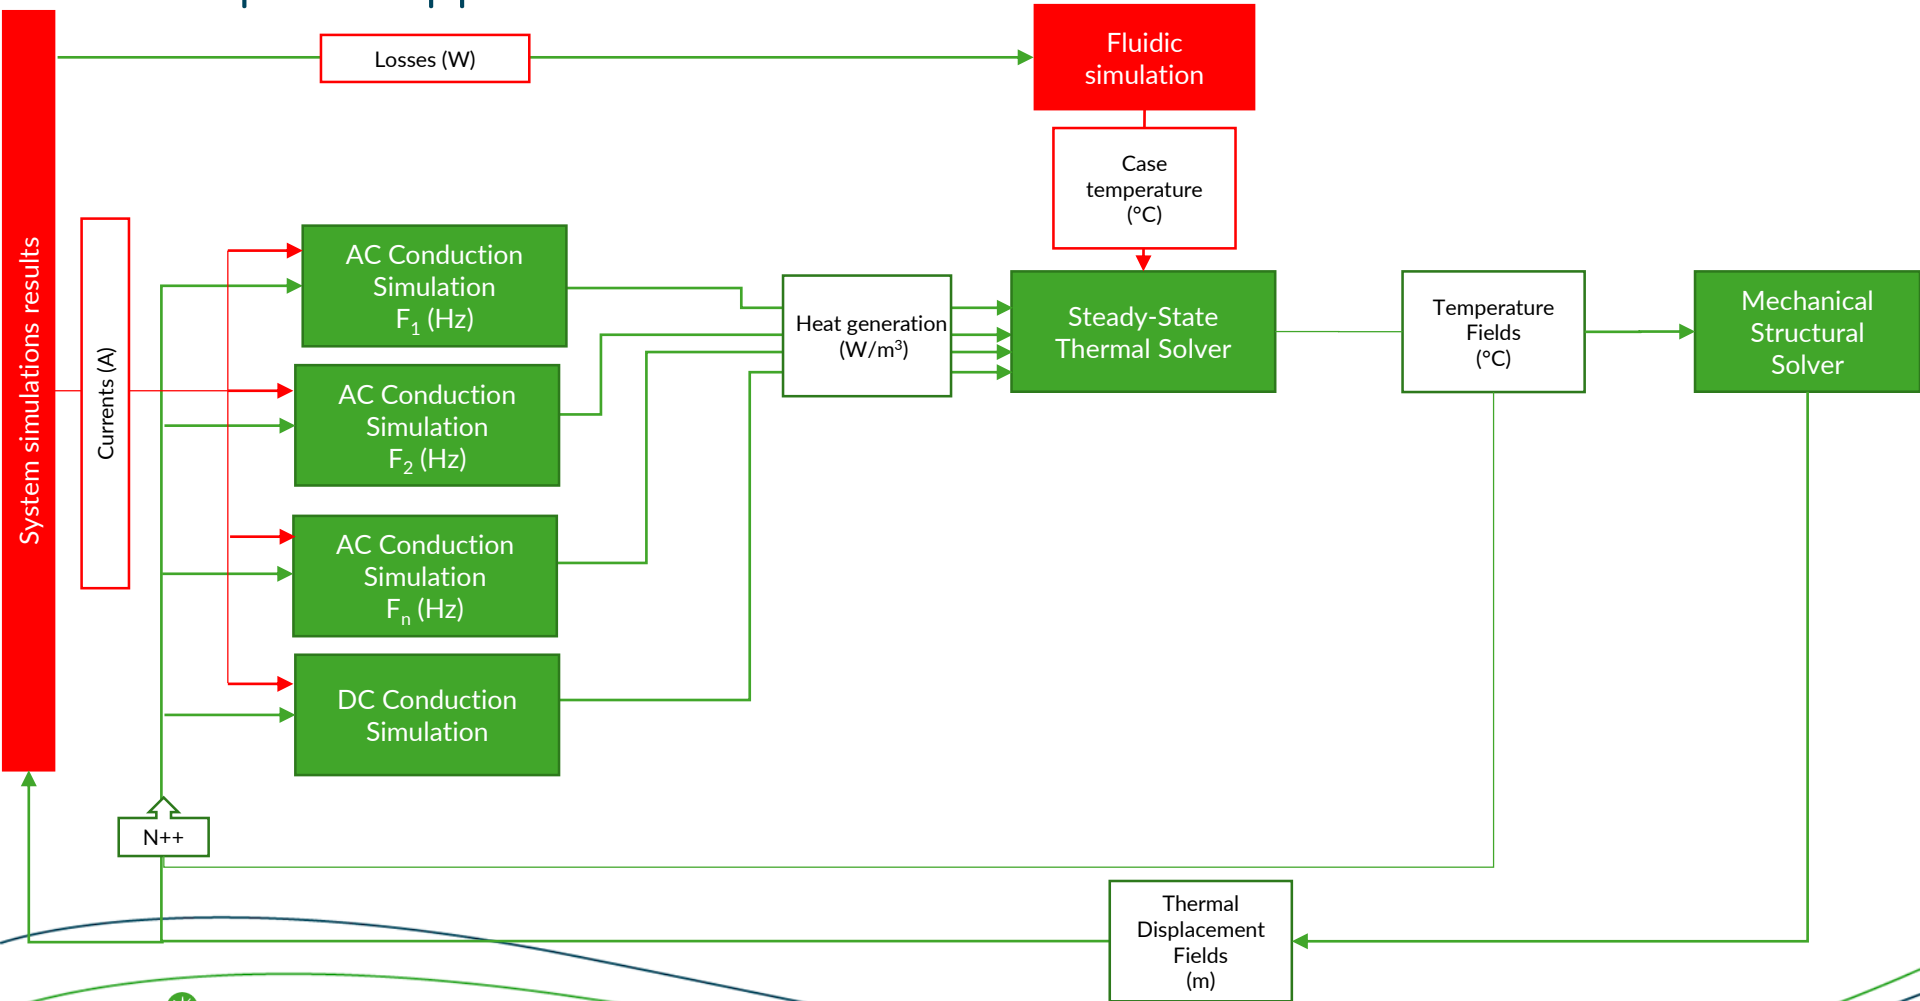 Losses (W)
Fluidic
simulation
Case
temperature
(°C)
System simulations results
Currents (A)
AC Conduction
Simulation
F1 (Hz)
AC Conduction
Simulation
F2 (Hz)
AC Conduction
Simulation
Fn (Hz)
DC Conduction
Simulation
Heat generation
(W/m³)
Steady-State
Thermal Solver
Temperature
Fields
(°C)
Mechanical
Structural
Solver
N++
Thermal
Displacement
Fields
(m)